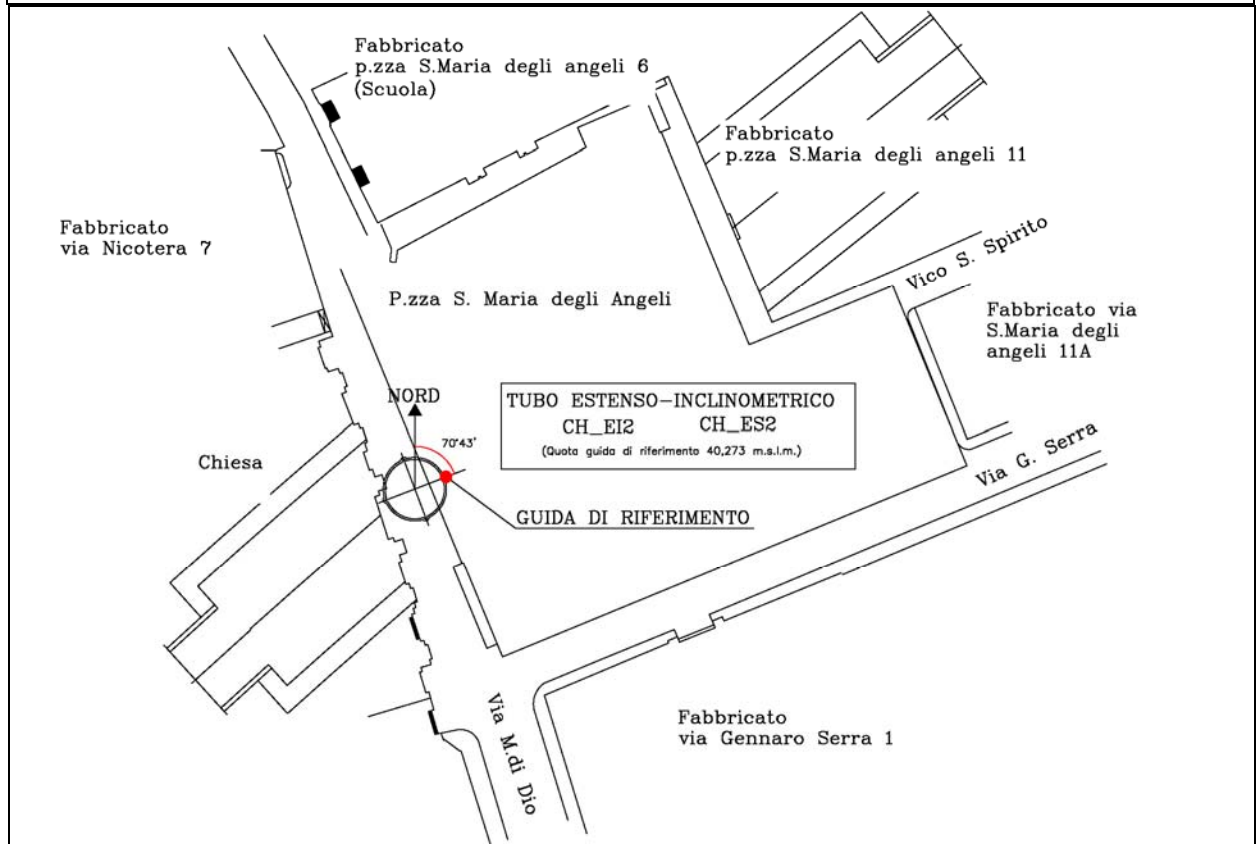 Fabbricato
p.zza S.Maria degli angeli 6
(Scuola)
Fabbricato
p.zza S.Maria degli angeli 11
Fabbricato
via Nicotera 7
Vico S. Spirito
P.zza S. Maria degli Angeli
Fabbricato via
S.Maria degli
angeli 11A
NORD
70°43'
TUBO ESTENSO-INCLINOMETRICO
CH_EI2 CH_ES2
(Quota guida di riferimento 40,273 m.s.l.m.)
Chiesa
Via G. Serra
GUIDA DI RIFERIMENTO
Via M.di Dio
Fabbricato
via Gennaro Serra 1